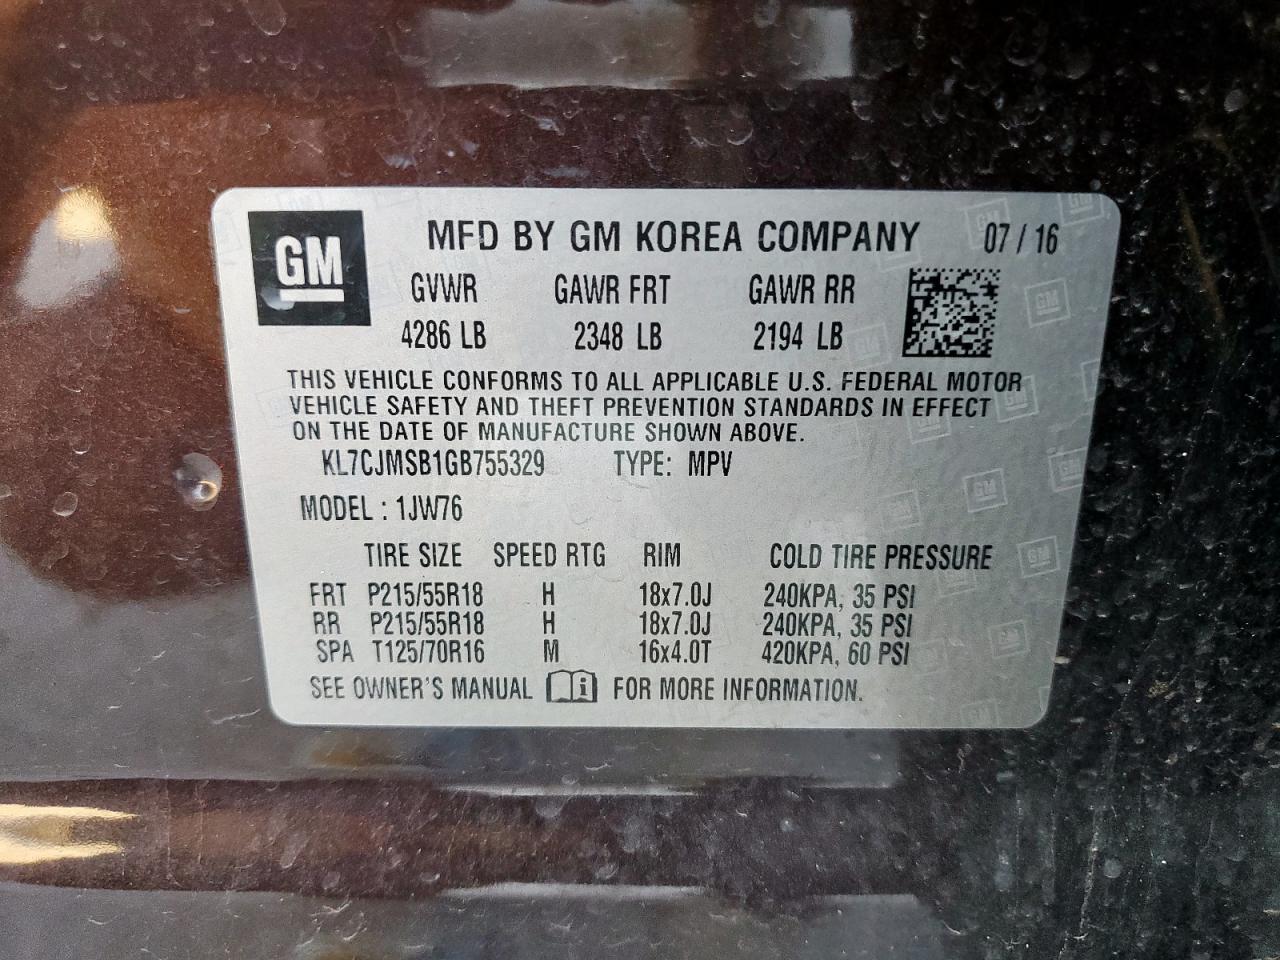 GM
MFD BY GM KOREA COMPANY 07 / 16
GVWR GAWR FRT GAWR RR
4286 LB 2348 LB 2194 LB
THIS VEHICLE CONFORMS TO ALL APPLICABLE U.S. FEDERAL MOTOR
VEHICLE SAFETY AND THEFT PREVENTION STANDARDS IN EFFECT
ON THE DATE OF MANUFACTURE SHOWN ABOVE.
KL7CJMSB1GB755329 TYPE: MPV
MODEL : 1JW76
TIRE SIZE SPEED RTG RIM COLD TIRE PRESSURE
FRT P215/55R18 H 18x7.0J 240KPA, 35 PSI
RR P215/55R18 H 18x7.0J 240KPA, 35 PSI
SPA T125/70R16 M 16x4.0T 420KPA, 60 PSI
SEE OWNER'S MANUAL i FOR MORE INFORMATION.